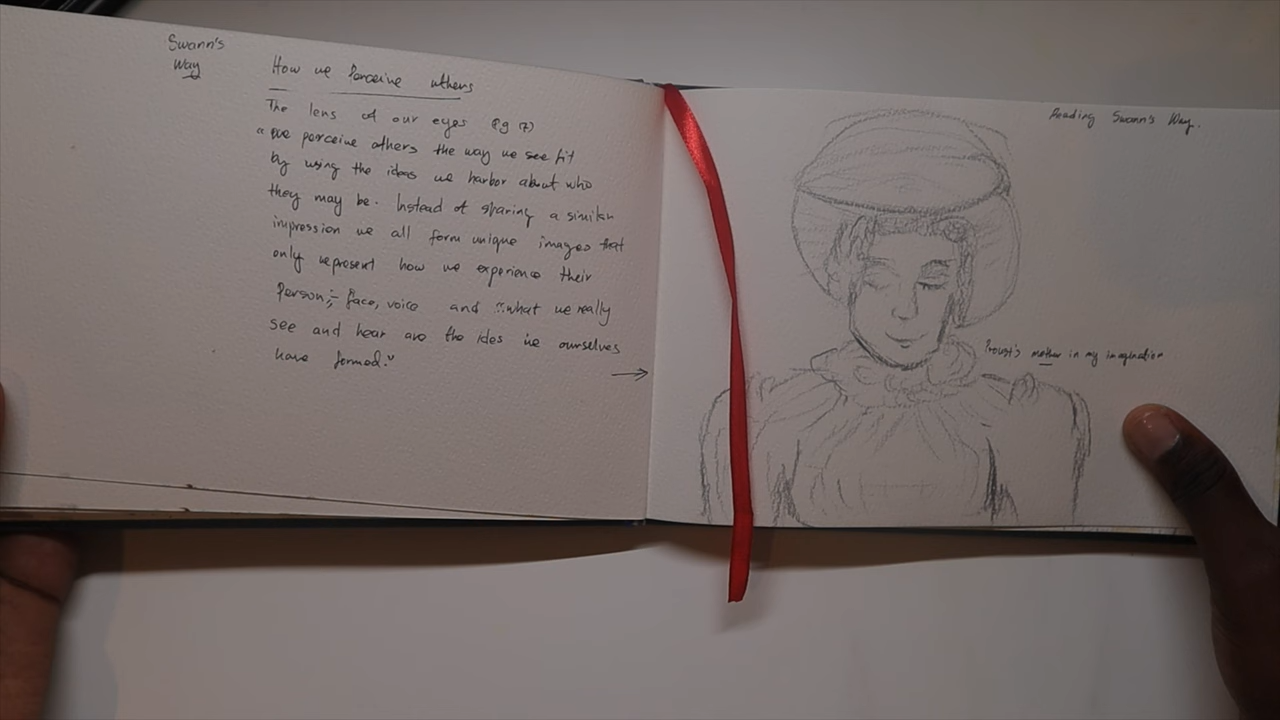 Swann's
Way
How we Perceive others
The lens of our eyes (Pg 17)
"we perceive others the way we see fit
by using the ideas we harbor about who
they may be. Instead of sharing a similar
impression we all form unique images that
only represent how we experience their
Person; - face, voice and "what we really
see and hear are the ides we ourselves
have formed."
Reading Swann's Way.
Proust's mother in my imagination